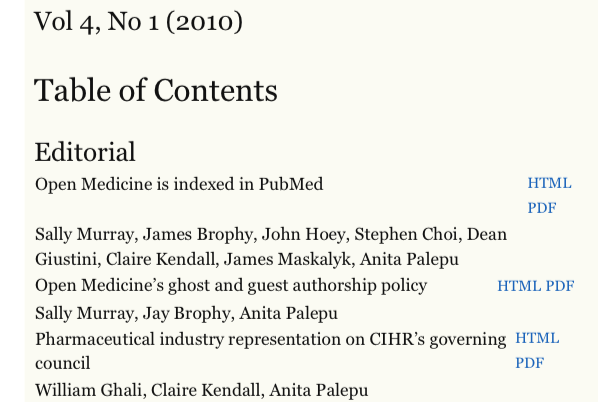 Vol 4, No 1 (2010)
Table of Contents
Editorial
Open Medicine is indexed in PubMed HTML
PDF
Sally Murray, James Brophy, John Hoey, Stephen Choi, Dean
Giustini, Claire Kendall, James Maskalyk, Anita Palepu
Open Medicine’s ghost and guest authorship policy HTML PDF
Sally Murray, Jay Brophy, Anita Palepu
Pharmaceutical industry representation on CIHR’s governing HTML
council PDF
William Ghali, Claire Kendall, Anita Palepu